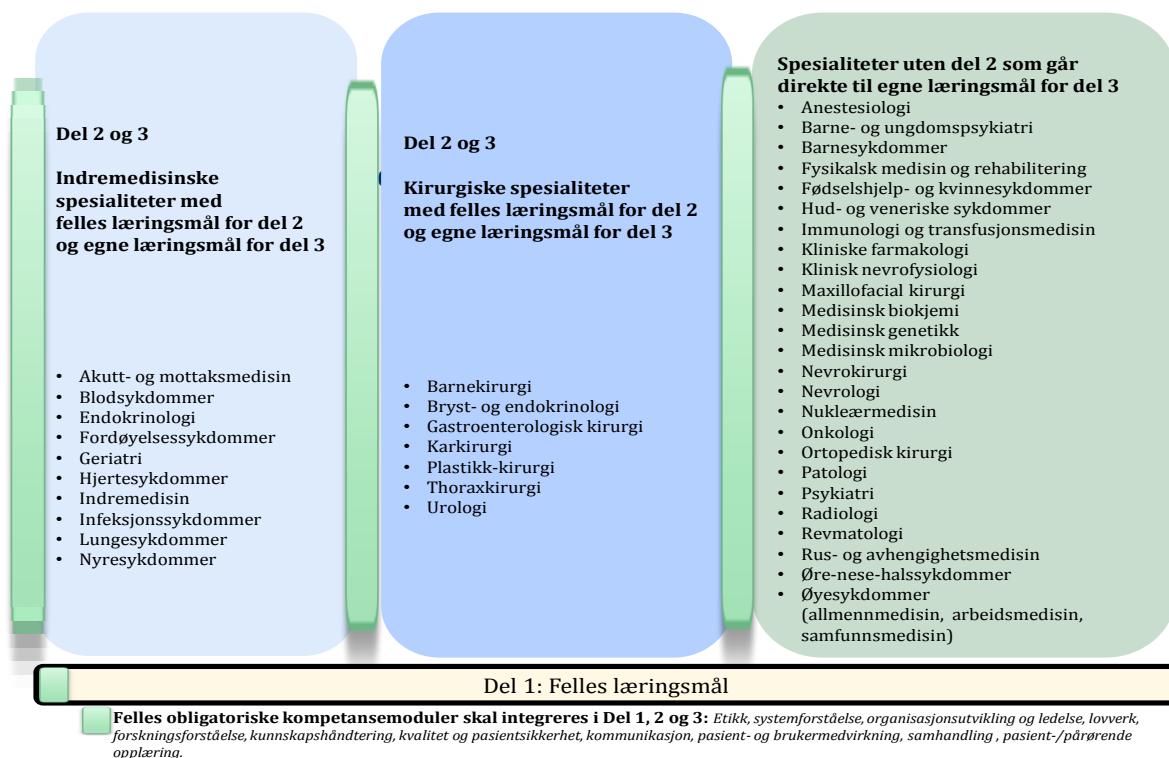 Del 2 og 3
Indremedisinske
spesialiteter med
felles læringsmål for del 2
og egne læringsmål for del 3
• Akutt- og mottaksmedisin
• Blodsykdommer
• Endokrinologi
• Fordøyelsessykdommer
• Geriatri
• Hjertesykdommer
• Indremedisin
• Infeksjonssykdommer
• Lungesykdommer
• Nyresykdommer
Del 2 og 3
Kirurgiske spesialiteter
med felles læringsmål for del 2
og egne læringsmål for del 3
• Barnekirurgi
• Bryst- og endokrinologi
• Gastroenterologisk kirurgi
• Karkirurgi
• Plastikk-kirurgi
• Thoraxkirurgi
• Urologi
Spesialiteter uten del 2 som går
direkte til egne læringsmål for del 3
• Anestesiologi
• Barne- og ungdomspsykiatri
• Barnesykdommer
• Fysikalsk medisin og rehabilitering
• Fødselshjelp- og kvinnesykdommer
• Hud- og veneriske sykdommer
• Immunologi og transfusjonsmedisin
• Kliniske farmakologi
• Klinisk nevrofysiologi
• Maxillofacial kirurgi
• Medisinsk biokjemi
• Medisinsk genetikk
• Medisinsk mikrobiologi
• Nevrokirurgi
• Nevrologi
• Nukleærmedisin
• Onkologi
• Ortopedisk kirurgi
• Patologi
• Psykiatri
• Radiologi
• Revmatologi
• Rus- og avhengighetsmedisin
• Øre-nese-halssykdommer
• Øyesykdommer
(allmennmedisin, arbeidsmedisin,
samfunnsmedisin)
Del 1: Felles læringsmål
Felles obligatoriske kompetansemoduler skal integreres i Del 1, 2 og 3: Etikk, systemforståelse, organisasjonsutvikling og ledelse, lovverk,
forskningsforståelse, kunnskapshåndtering, kvalitet og pasientsikkerhet, kommunikasjon, pasient- og brukermedvirkning, samhandling , pasient-/pårørende
opplæring.